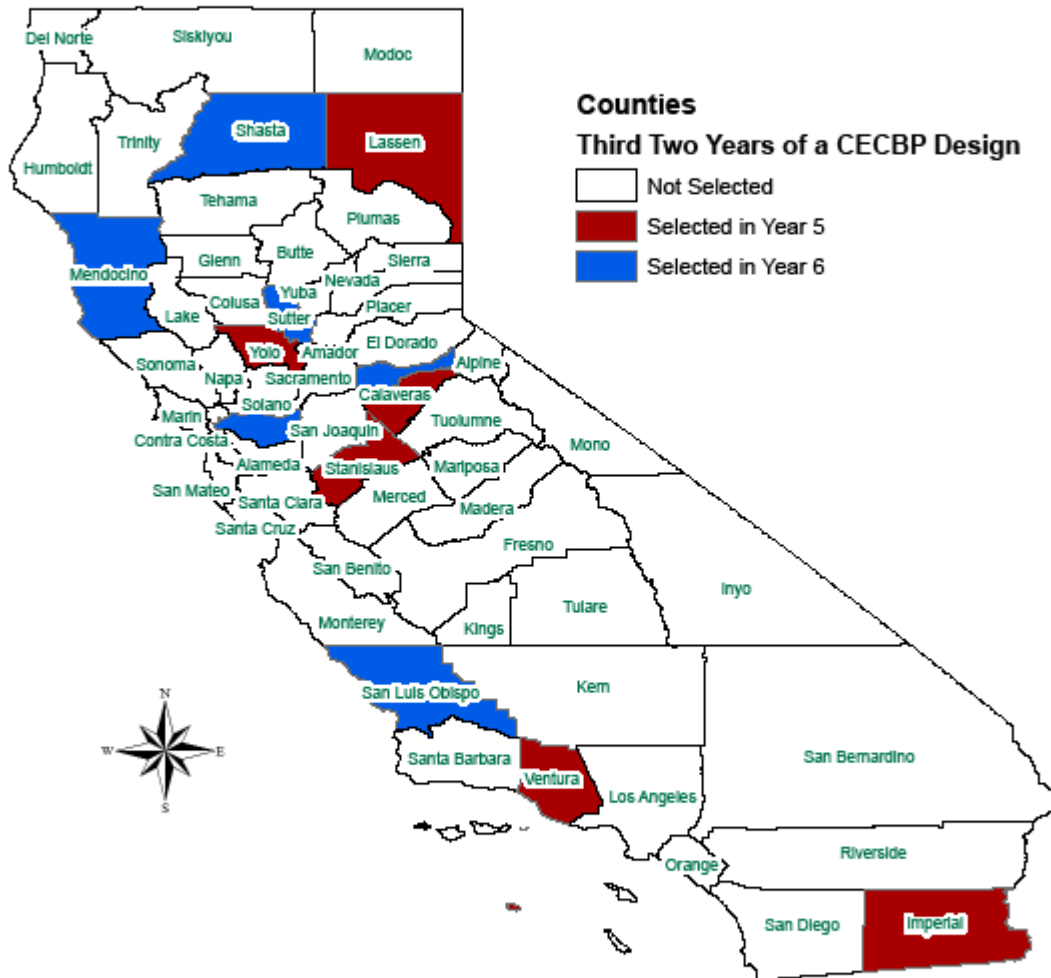 Del Norte
Siskiyou
Modoc
Counties
Third Two Years of a CECBP Design
Not Selected
Selected in Year 5
Selected in Year 6
Shasta
Lassen
Trinity
Humboldt
Tehama
Plumas
Butte
Glenn
Sierra
Mendocino
Nevada
Yuba
Colusa
Placer
Lake
Sutter
El Dorado
Yolo
Amador
Alpine
Sonoma
Napa
Sacramento
Calaveras
Solano
Marin
Tuolumne
San Joaquin
Contra Costa
Mono
Alameda
Stanislaus
Mariposa
San Mateo
Santa Clara
Merced
Madera
Santa Cruz
Fresno
San Benito
Inyo
Tulare
Monterey
Kings
San Luis Obispo
Kern
N
W
E
S
Santa Barbara
San Bernardino
Ventura
Los Angeles
Riverside
Orange
San Diego
Imperial